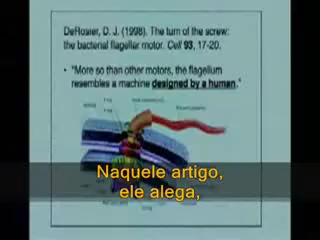 DeRosier, D. J. (1998). The turn of the screw:
the bacterial flagellar motor. Cell 93, 17-20.
• "More so than other motors, the flagellum
resembles a machine designed by a human."
Naquele artigo,
ele alega,